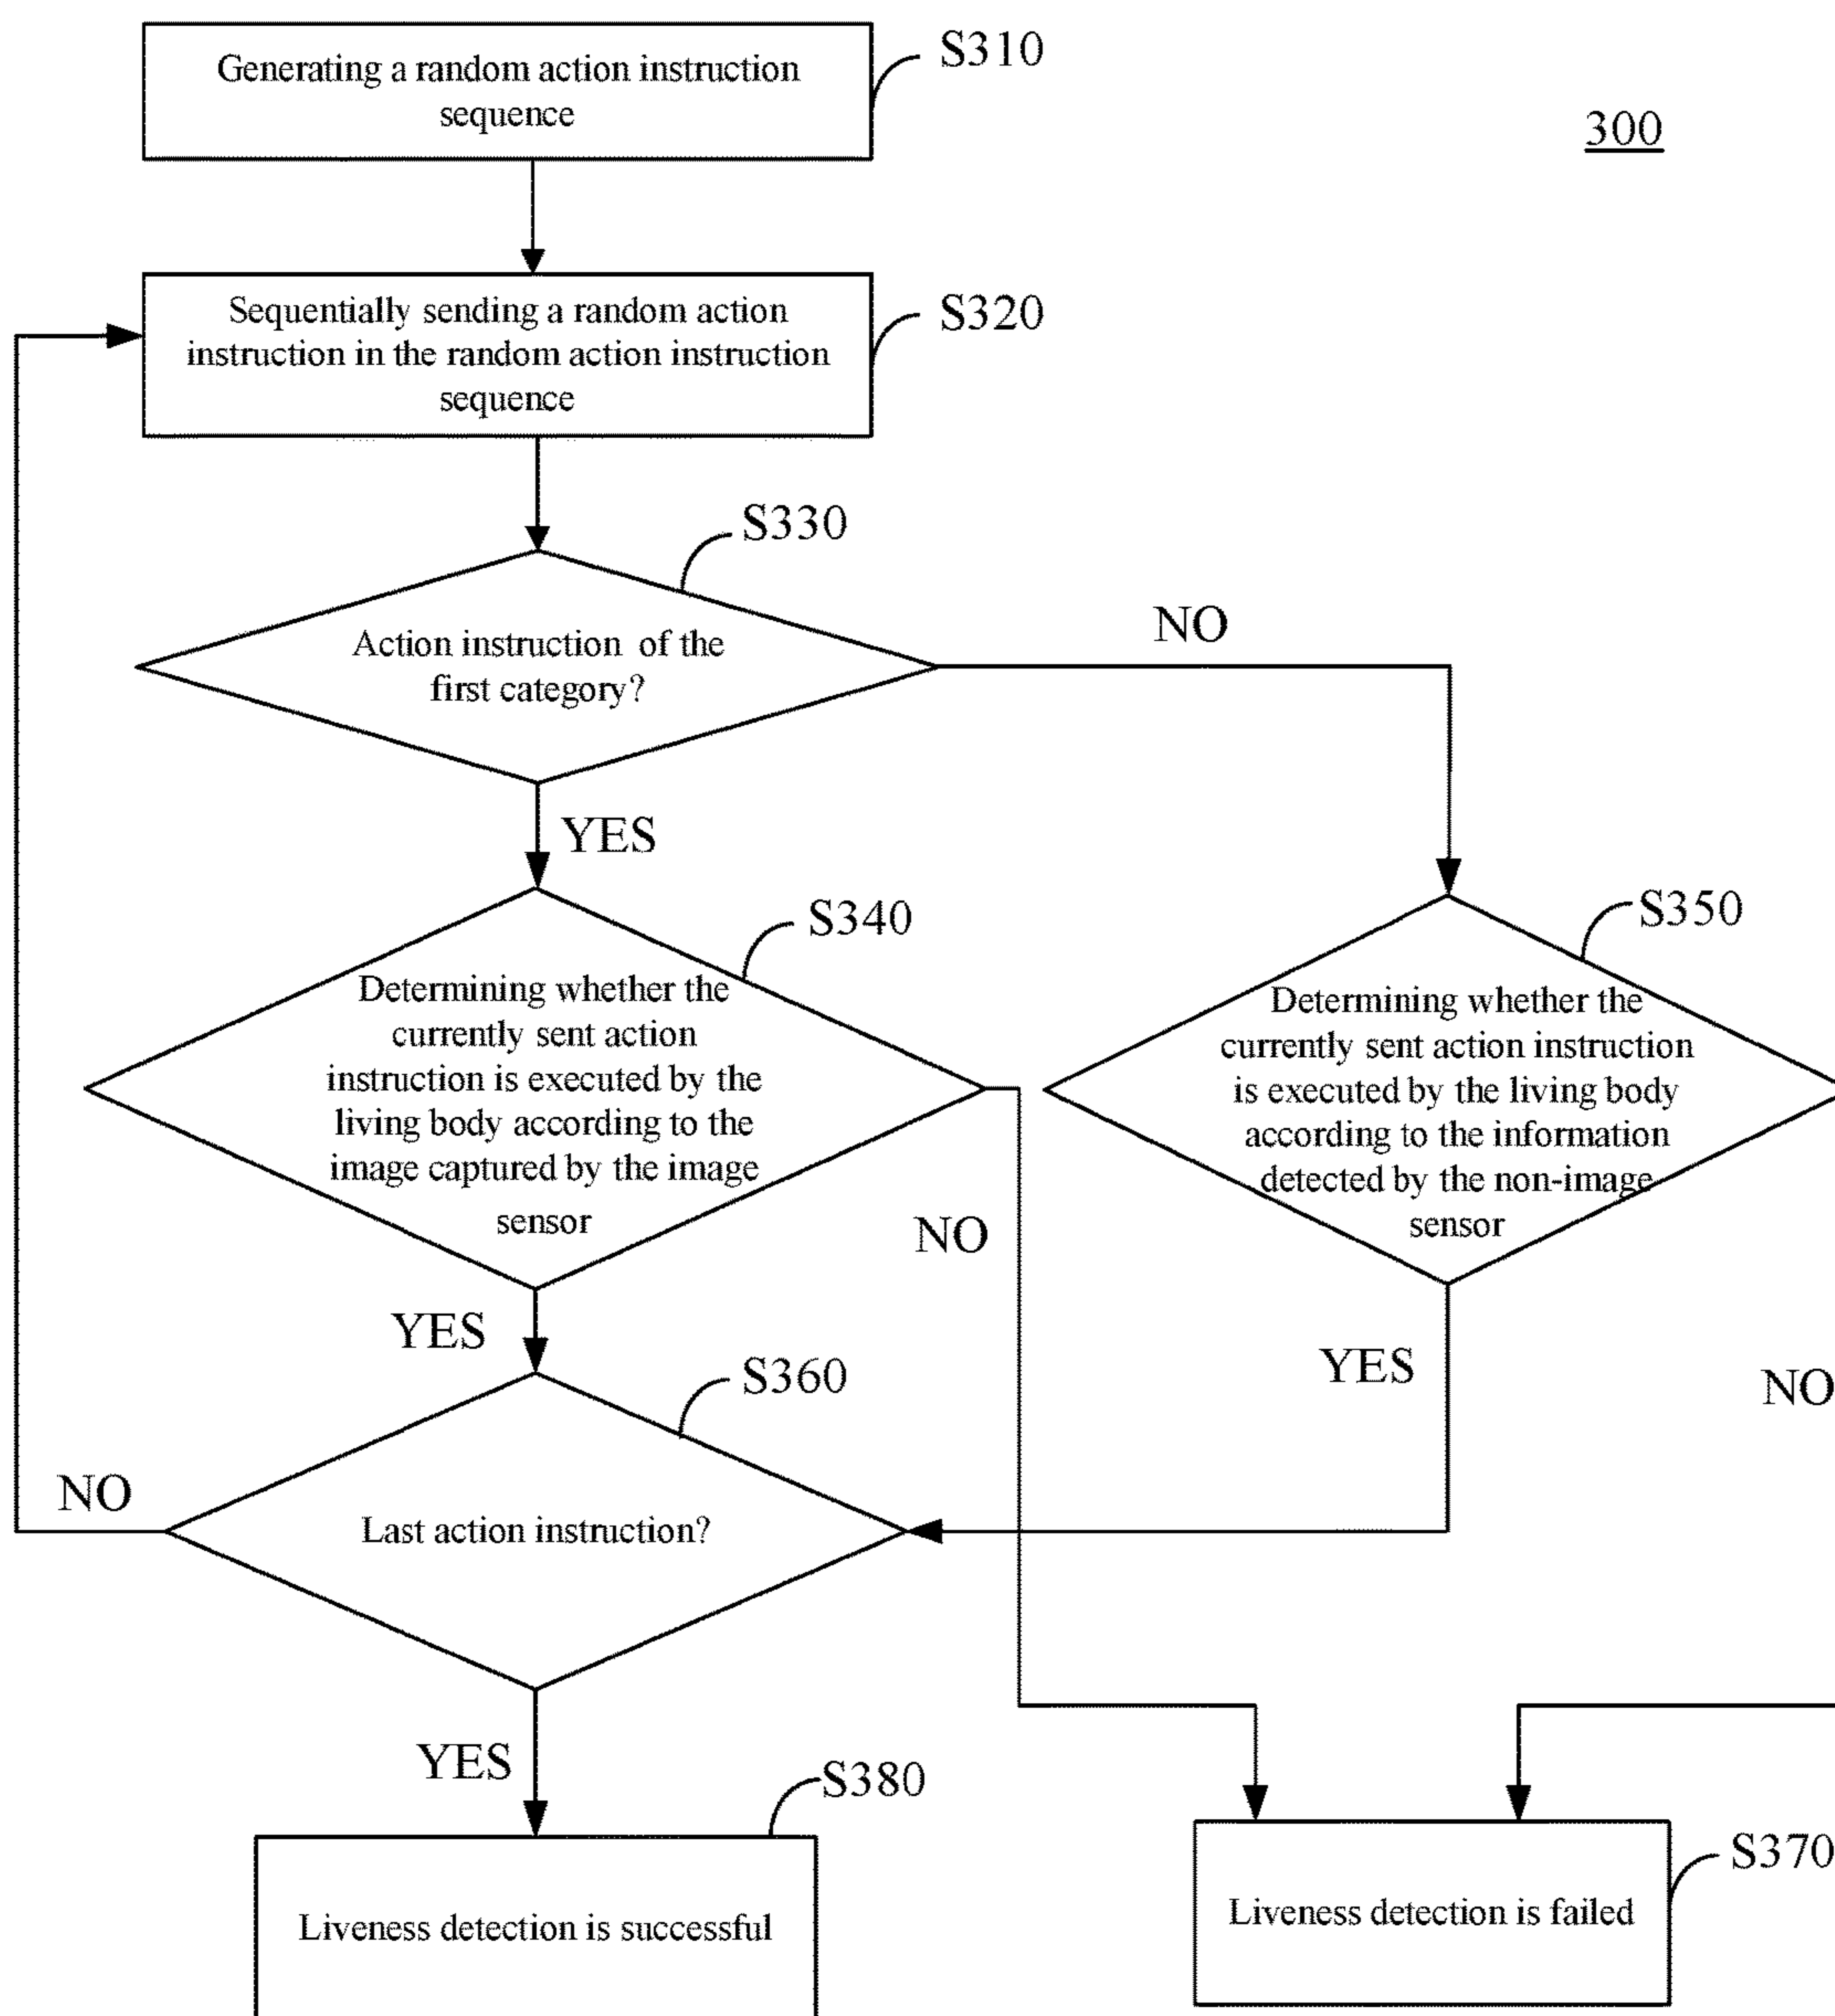 Generating a random action instruction
sequence
S310
300
Sequentially sending a random action
instruction in the random action instruction
sequence
S320
S330
Action instruction of the
first category?
NO
YES
S340
Determining whether the
currently sent action
instruction is executed by the
living body according to the
image captured by the image
sensor
NO
S350
Determining whether the
currently sent action instruction
is executed by the living body
according to the information
detected by the non-image
sensor
YES
S360
YES
NO
NO
Last action instruction?
YES
S380
Liveness detection is successful
S370
Liveness detection is failed